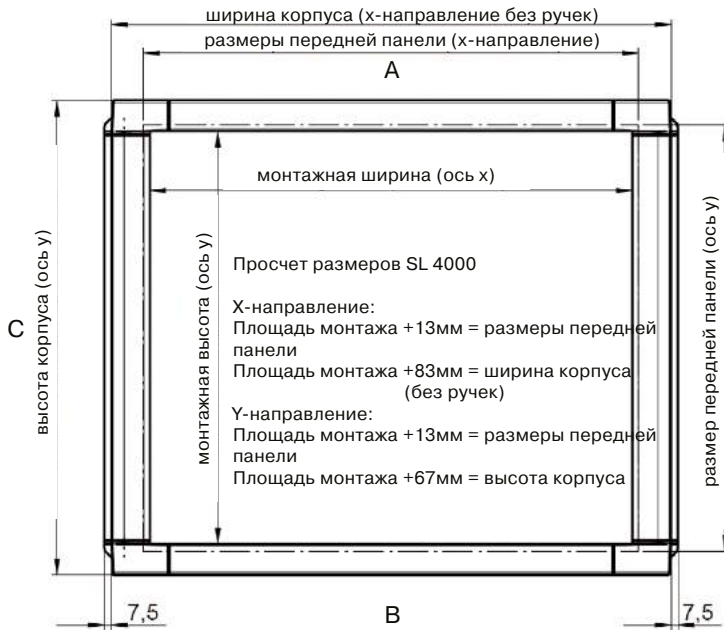 ширина корпуса (х-направление без ручек)
размеры передней панели (х-направление)
A
монтажная ширина (ось х)
высота корпуса (ось у)
C
монтажная высота (ось у)
размер передней панели (ось у)
Просчет размеров SL 4000
Х-направление:
Площадь монтажа +13мм = размеры передней
панели
Площадь монтажа +83мм = ширина корпуса
(без ручек)
Y-направление:
Площадь монтажа +13мм = размеры передней
панели
Площадь монтажа +67мм = высота корпуса
7,5
B
7,5